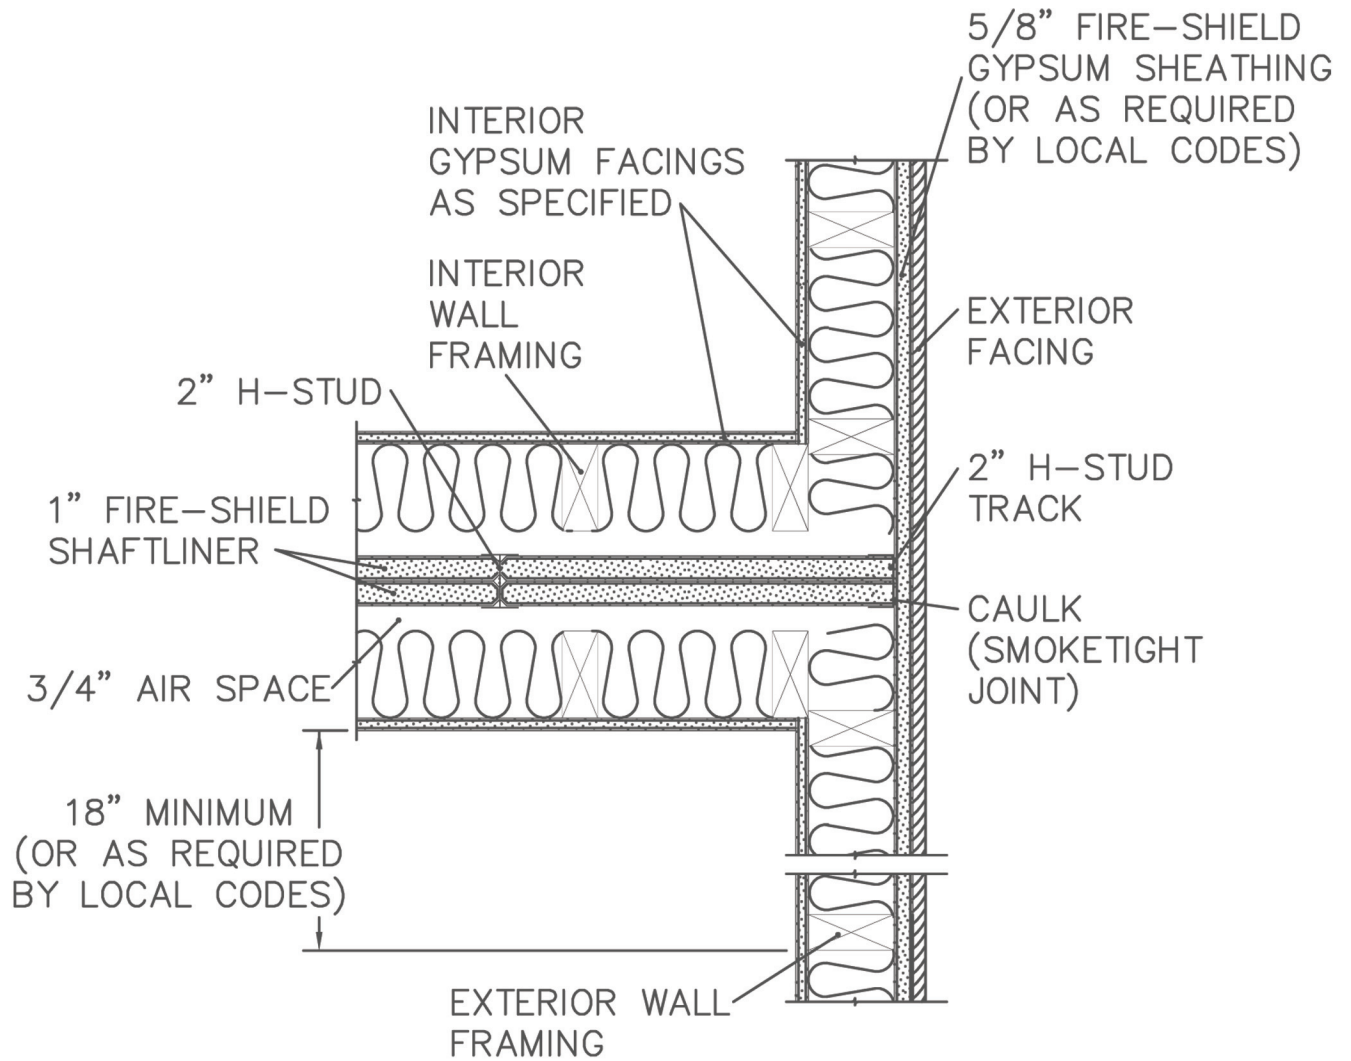 5/8” FIRE–SHIELD
GYPSUM SHEATHING
(OR AS REQUIRED
BY LOCAL CODES)
INTERIOR
GYPSUM FACINGS
AS SPECIFIED
INTERIOR
WALL
FRAMING
EXTERIOR
FACING
2” H–STUD
2” H–STUD
TRACK
1” FIRE–SHIELD
SHAFTLINER
CAULK
(SMOKETIGHT
JOINT)
3/4” AIR SPACE
18” MINIMUM
(OR AS REQUIRED
BY LOCAL CODES)
EXTERIOR WALL
FRAMING